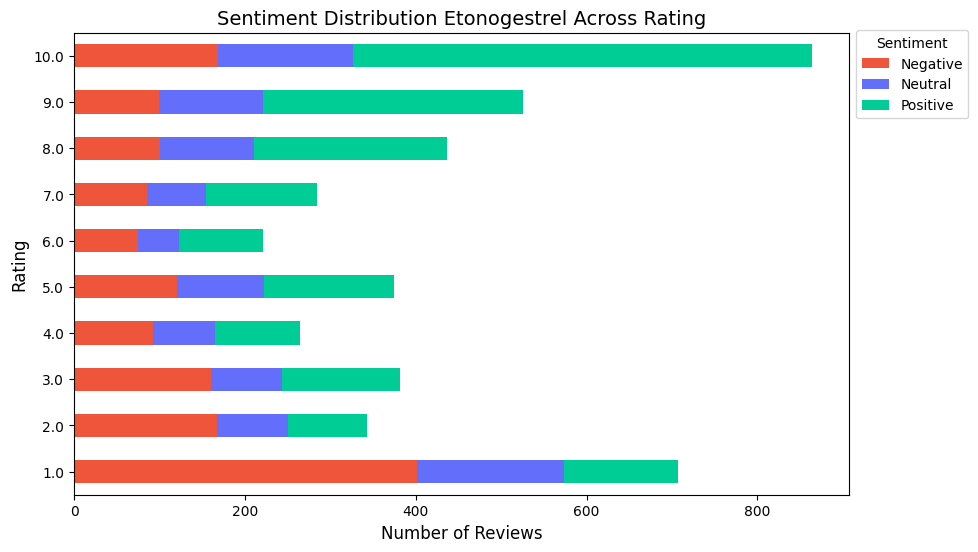 Sentiment Distribution Etonogestrel Across Rating
Sentiment
Negative
Neutral
Positive
Rating
10.0
9.0
8.0
7.0
6.0
5.0
4.0
3.0
2.0
1.0
0 200 400 600 800
Number of Reviews